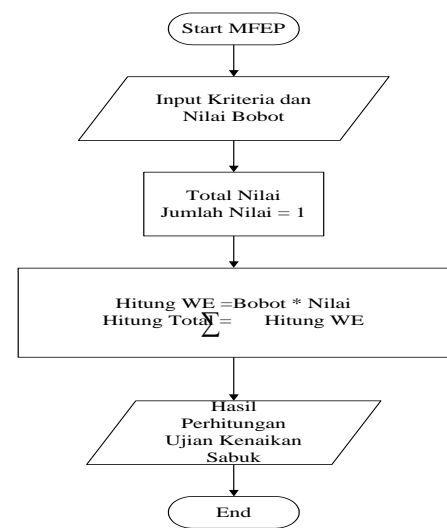 Start MFEP
Input Kriteria dan
Nilai Bobot
Total Nilai
Jumlah Nilai = 1
Hitung WE =Bobot * Nilai
Hitung Total = ∑ Hitung WE
Hasil
Perhitungan
Ujian Kenaikan
Sabuk
End